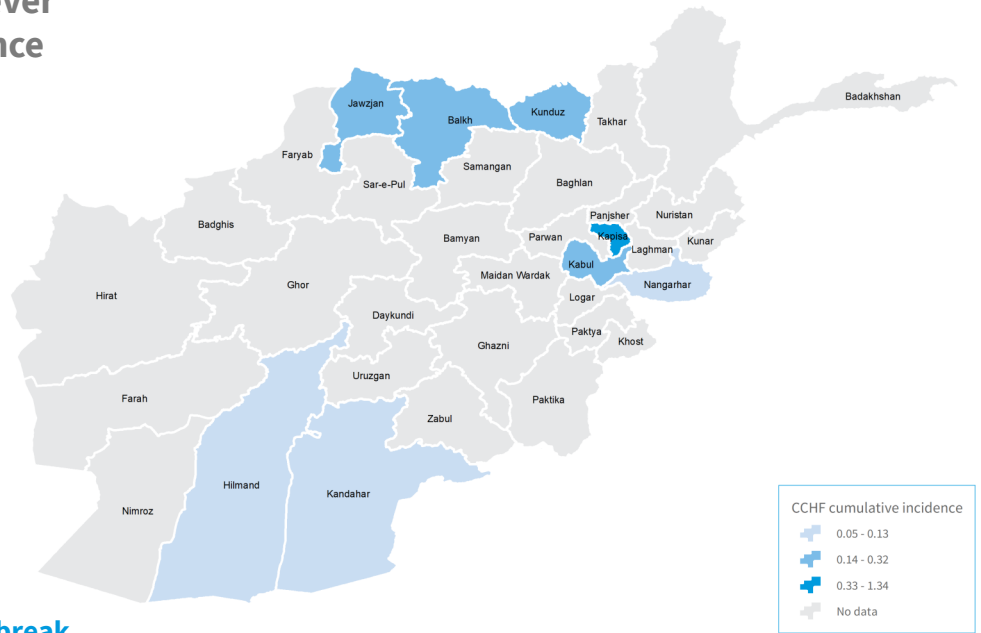 nce
Badakhshan
Jawzjan
Kunduz
Balkh
Takhar
Faryab
Samangan
Sar-e-Pul
Baghlan
Panjsher
Nuristan
Badghis
Kapisa
Bamyan
Parwan
Kunar
Laghman
Kabul
Maidan Wardak
Ghor
Nangarhar
Hirat
Logar
Daykundi
Paktya
Khost
Ghazni
Uruzgan
Farah
Paktika
Zabul
Hilmand
Kandahar
Nimroz
CCHF cumulative incidence
0.05 - 0.13
0.14 - 0.32
0.33 - 1.34
No data
break